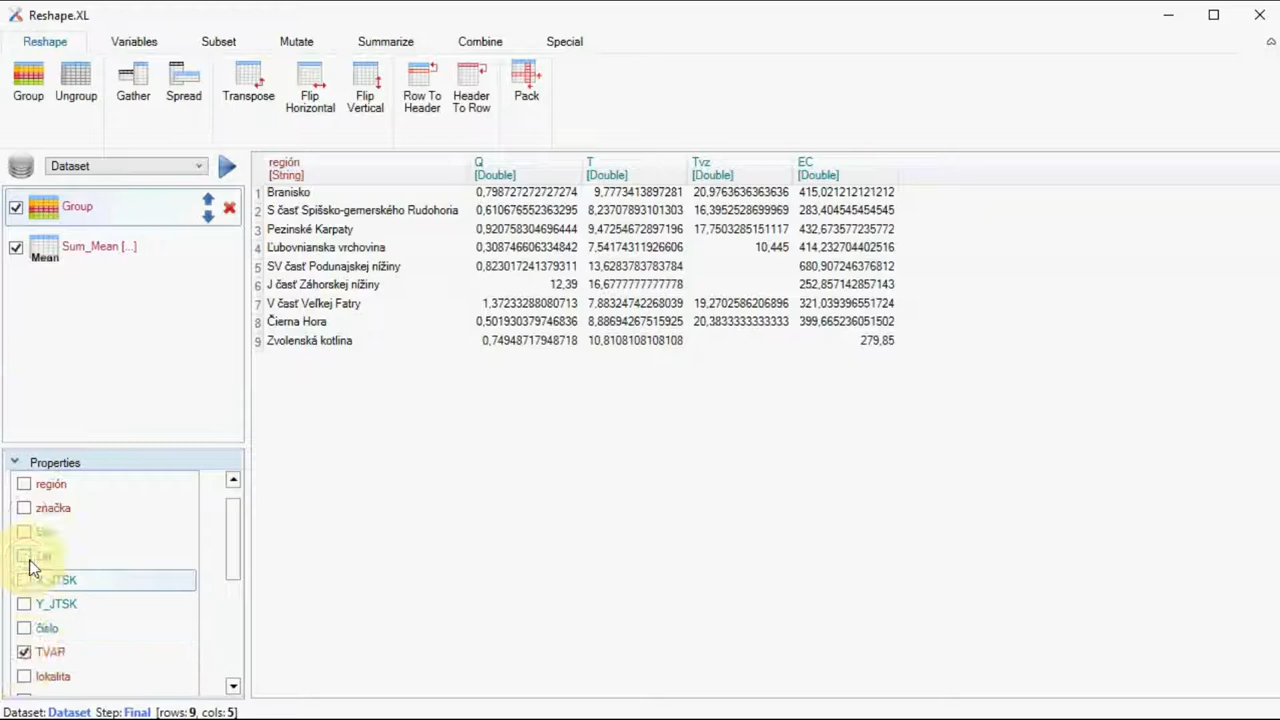 Reshape.XL
Reshape Variables Subset Mutate Summarize Combine Special
Group Ungroup Gather Spread Transpose Flip Horizontal Flip Vertical Row To Header Header To Row Pack
Dataset
Group
Sum_Mean [...]
Mean
región Q T Tvz EC
[String] [Double] [Double] [Double] [Double]
1 Branisko 0,798727272727274 9,7773413897281 20,9763636363636 415,021212121212
2 S časť Spišsko-gemerského Rudohoria 0,610676552363295 8,23707893101303 16,3952528699969 283,404545454545
3 Pezinské Karpaty 0,920758304696444 9,47254672897196 17,7503285151117 432,673577235772
4 Ľubovnianska vrchovina 0,308746606334842 7,54174311926606 10,445 414,232704402516
5 SV časť Podunajskej nížiny 0,823017241379311 13,6283783783784 680,907246376812
6 J časť Záhorskej nížiny 12,39 16,6777777777778 252,857142857143
7 V časť Veľkej Fatry 1,37233288080713 7,88324742268039 19,2702586206896 321,039396551724
8 Čierna Hora 0,501930379746836 8,88694267515925 20,3833333333333 399,665236051502
9 Zvolenská kotlina 0,74948717948718 10,8108108108108 279,85
Properties
región
značka
Y_JTSK
číslo
TVAR
lokalita
Dataset: Dataset Step: Final [rows: 9, cols: 5]